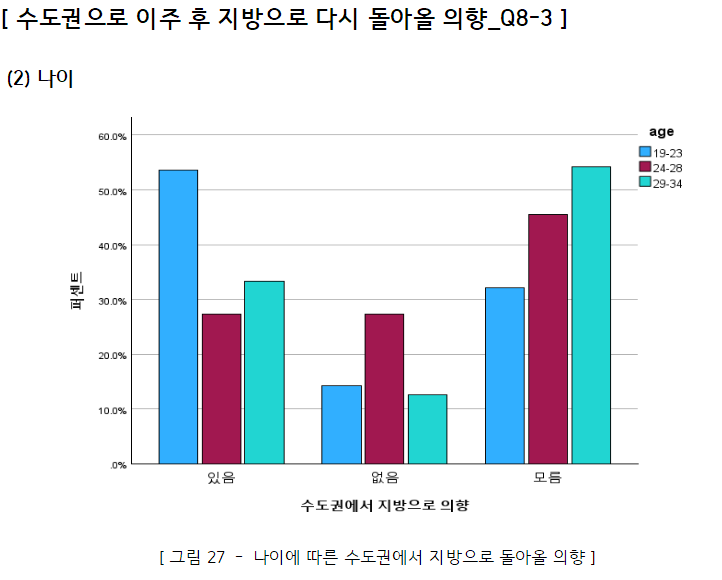 [ 수도권으로 이주 후 지방으로 다시 돌아올 의향_Q8-3 ]
(2) 나이
age
19-23
24-28
29-34
60.0%
50.0%
40.0%
30.0%
20.0%
10.0%
.0%
퍼센트
있음 없음 모름
수도권에서 지방으로 의향
[ 그림 27 - 나이에 따른 수도권에서 지방으로 돌아올 의향 ]